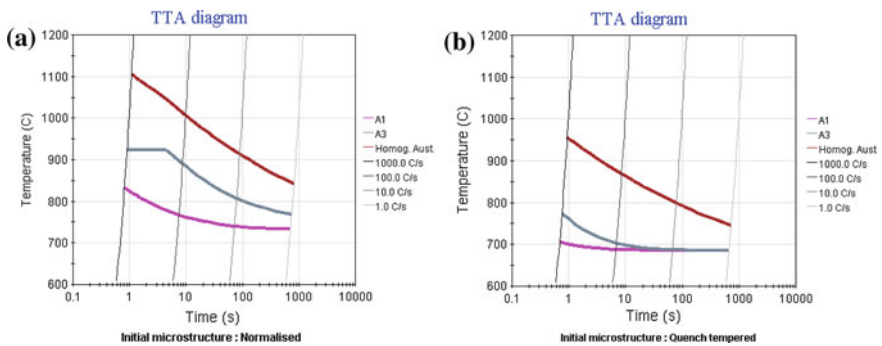 (a)
TTA diagram
1200
1100
1000
900
800
700
600
Temperature (C)
0.1 1 10 100 1000 10000
Time (s)
Initial microstructure : Normalised
A1
A3
Homog. Aust.
1000.0 C/s
100.0 C/s
10.0 C/s
1.0 C/s
(b)
TTA diagram
1200
1100
1000
900
800
700
600
Temperature (C)
0.1 1 10 100 1000 10000
Time (s)
Initial microstructure : Quench tempered
A1
A3
Homog. Aust.
1000.0 C/s
100.0 C/s
10.0 C/s
1.0 C/s